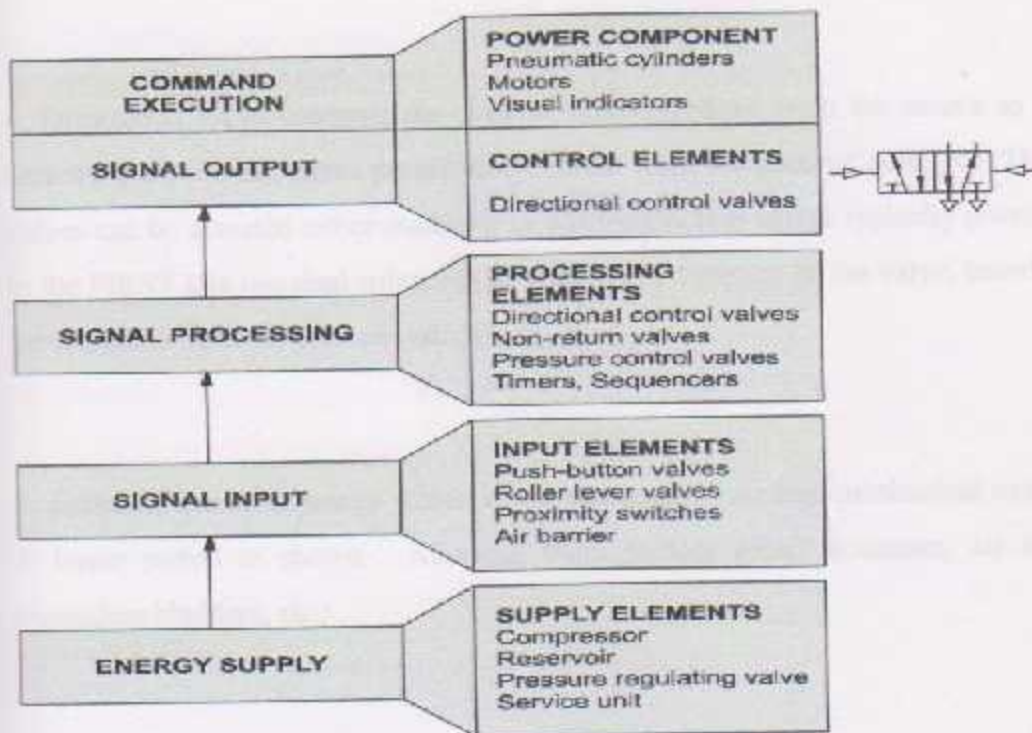 COMMAND
EXECUTION
POWER COMPONENT
Pneumatic cylinders
Motors
Visual indicators
SIGNAL OUTPUT
CONTROL ELEMENTS
Directional control valves
SIGNAL PROCESSING
PROCESSING
ELEMENTS
Directional control valves
Non-return valves
Pressure control valves
Timers, Sequencers
SIGNAL INPUT
INPUT ELEMENTS
Push-button valves
Roller lever valves
Proximity switches
Air barrier
ENERGY SUPPLY
SUPPLY ELEMENTS
Compressor
Reservoir
Pressure regulating valve
Service unit